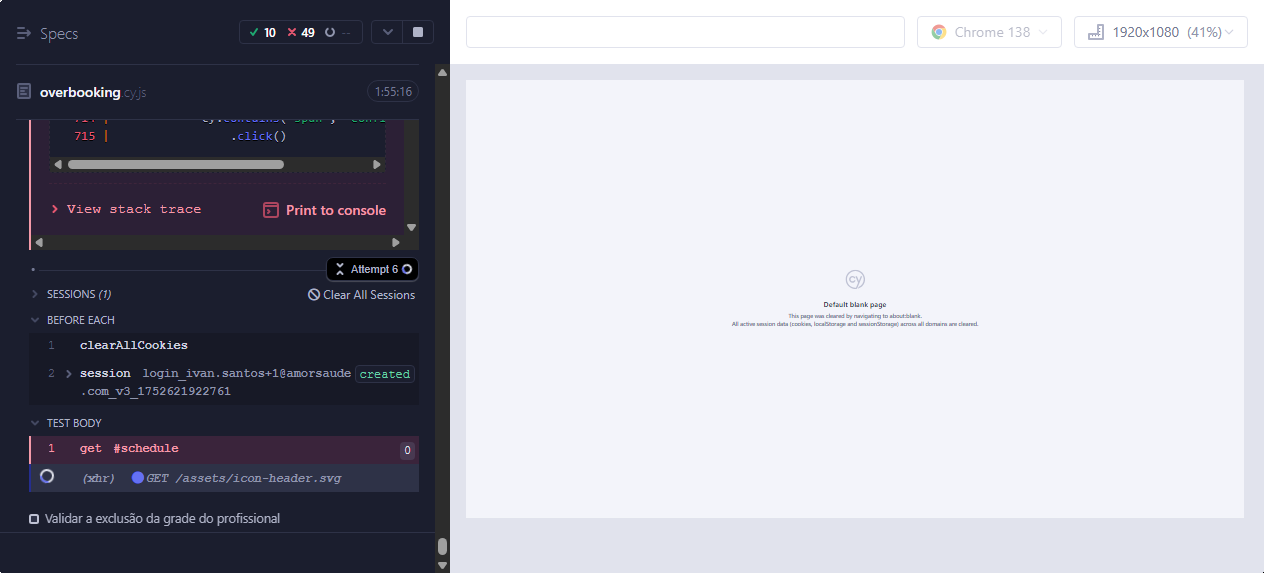 Specs
10 49 --
Chrome 138
1920x1080 (41%)
overbooking.cy.js
1:55:16
715 | .click()
View stack trace
Print to console
Attempt 6
SESSIONS (1)
Clear All Sessions
BEFORE EACH
1 clearAllCookies
2 session login_ivan.santos+1@amorsaude created
.com_v3_1752621922761
TEST BODY
1 get #schedule 0
(xhr) GET /assets/icon-header.svg
Validar a exclusão da grade do profissional
cy
Default blank page
This page was cleared by navigating to about:blank.
All active session data (cookies, localStorage and sessionStorage) across all domains are cleared.